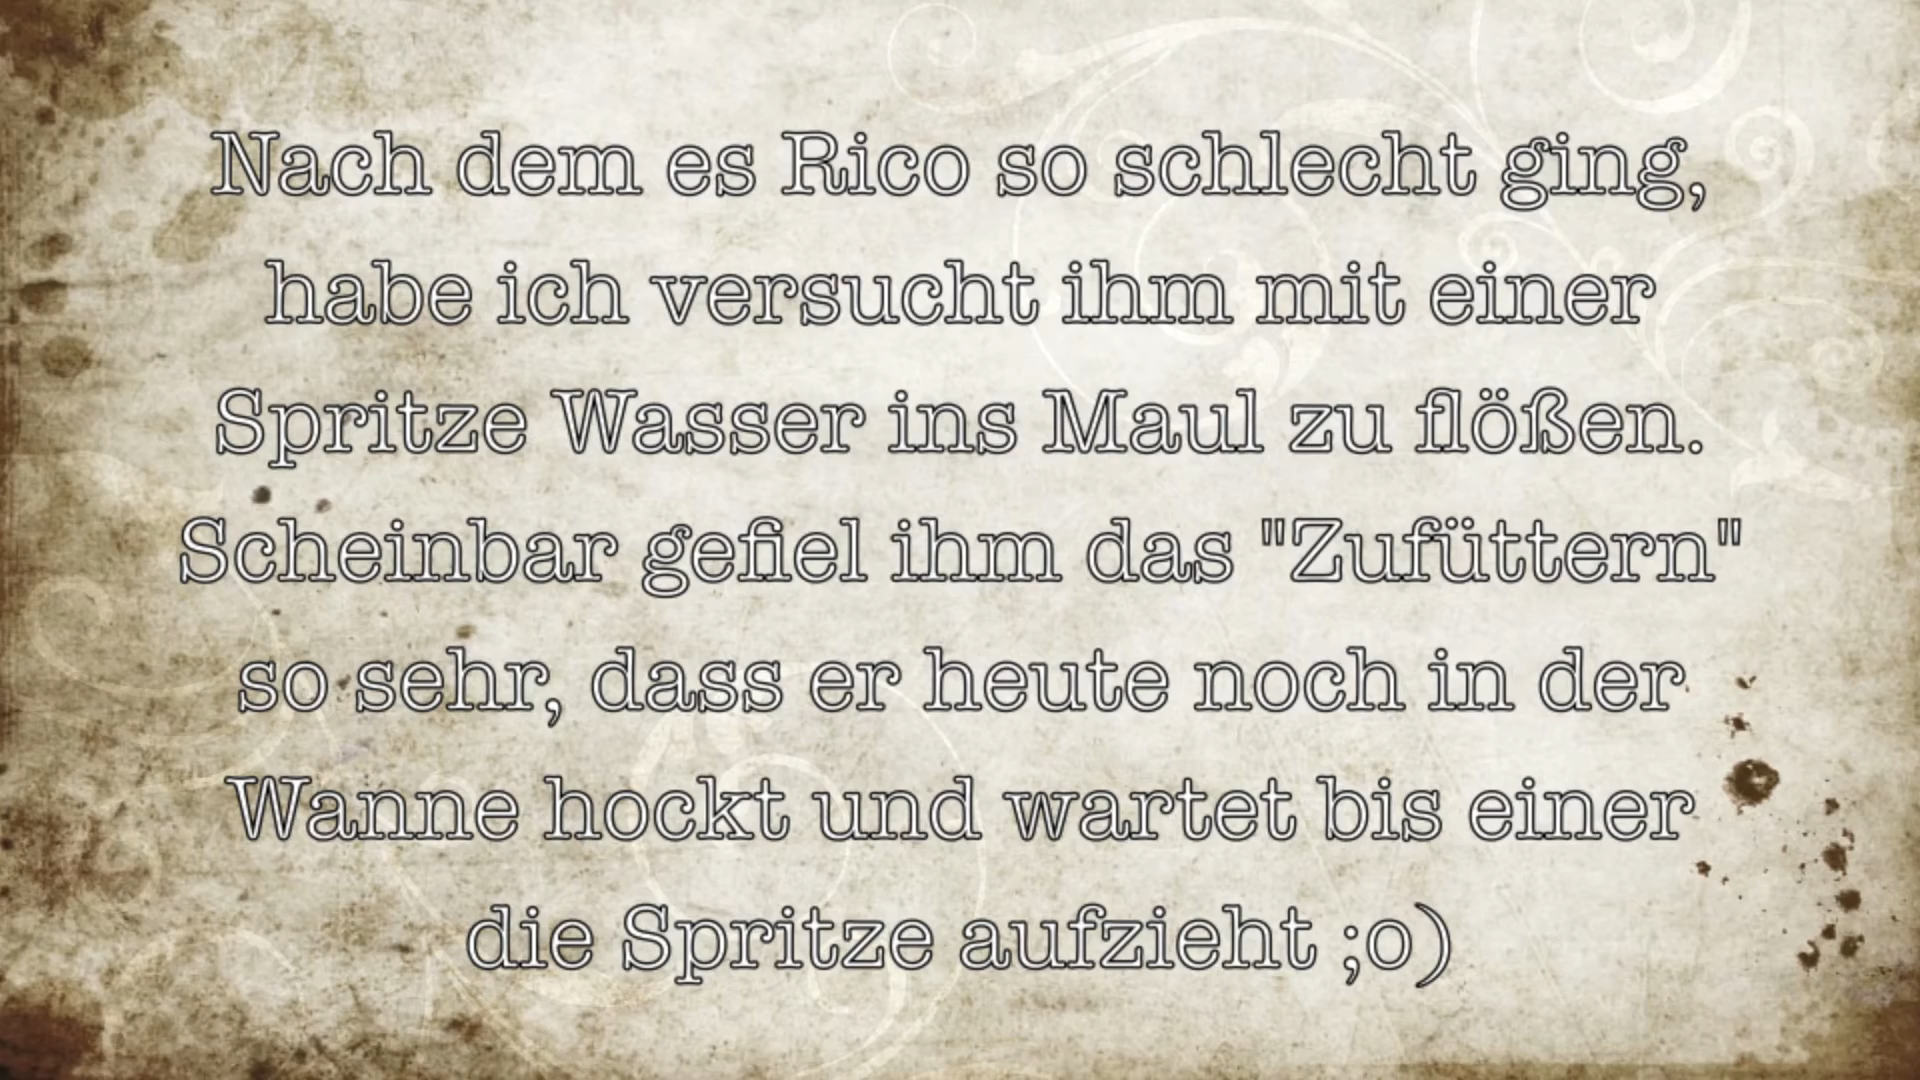 Nach dem es Rico so schlecht ging,
habe ich versucht ihm mit einer
Spritze Wasser ins Maul zu flößen.
Scheinbar gefiel ihm das "Zufüttern"
so sehr, dass er heute noch in der
Wanne hockt und wartet bis einer
die Spritze aufzieht ;o)